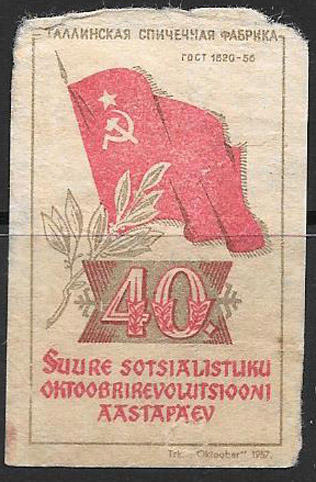 ТАЛЛИНСКАЯ СПИЧЕЧНАЯ ФАБРИКА
ГОСТ 1820-56
40.
SUURE SOTSIALISTLIKU
OKTOOBRIREVOLUTSIOONI
AASTAPÄEV
Trk. „Oktoober" 1957.